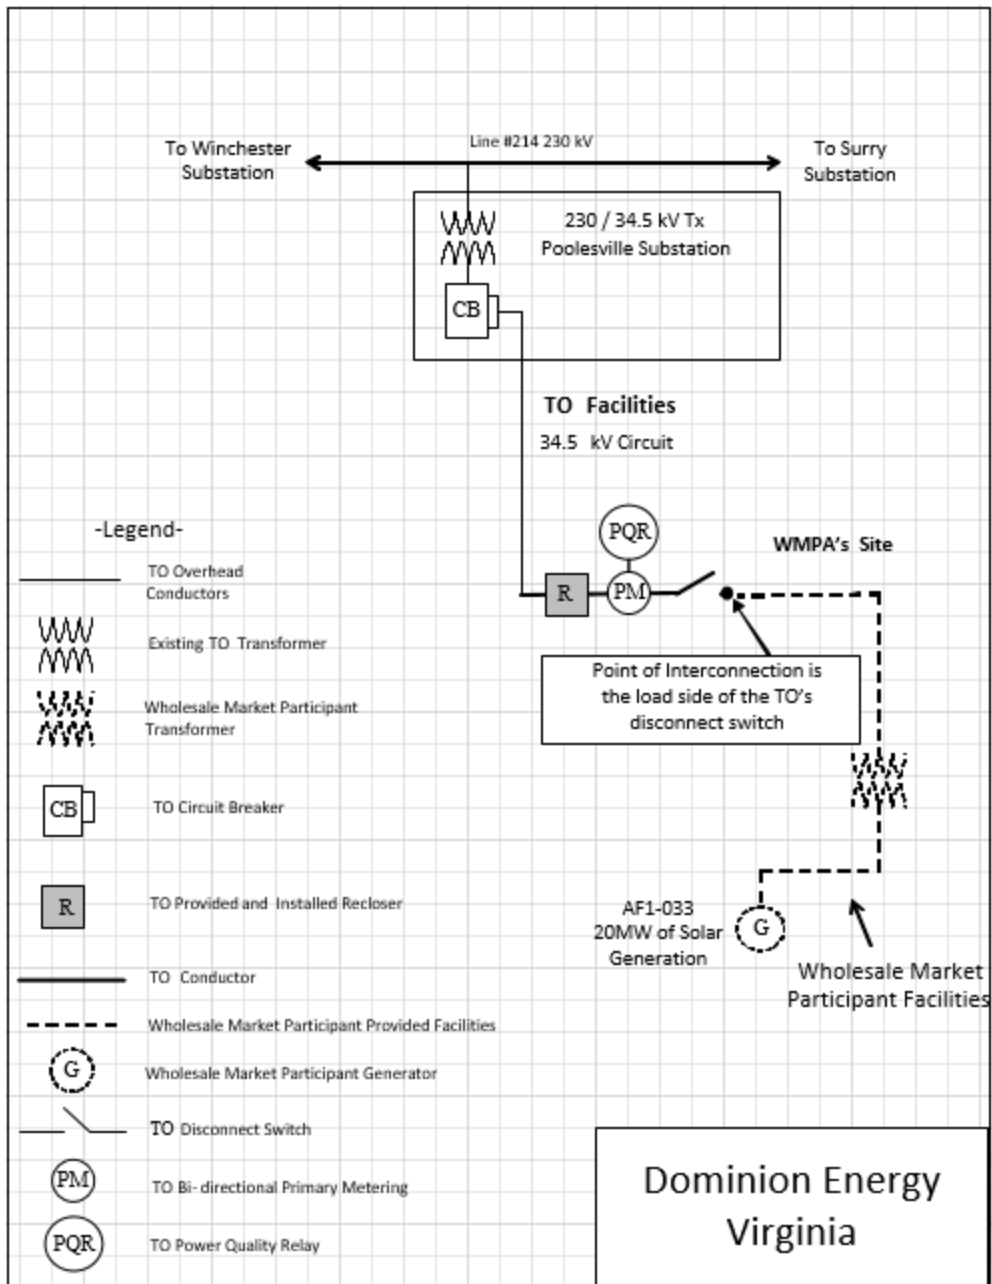 Line #214 230 kV
To Winchester
Substation
To Surry
Substation
230 / 34.5 kV Tx
Poolesville Substation
CB
TO Facilities
34.5 kV Circuit
PQR
WMPA's Site
R
PM
Point of Interconnection is
the load side of the TO's
disconnect switch
AF1-033
20MW of Solar
Generation
G
Wholesale Market
Participant Facilities
-Legend-
TO Overhead
Conductors
Existing TO Transformer
Wholesale Market Participant
Transformer
CB
TO Circuit Breaker
R
TO Provided and Installed Recloser
TO Conductor
Wholesale Market Participant Provided Facilities
G
Wholesale Market Participant Generator
TO Disconnect Switch
PM
TO Bi- directional Primary Metering
PQR
TO Power Quality Relay
Dominion Energy
Virginia